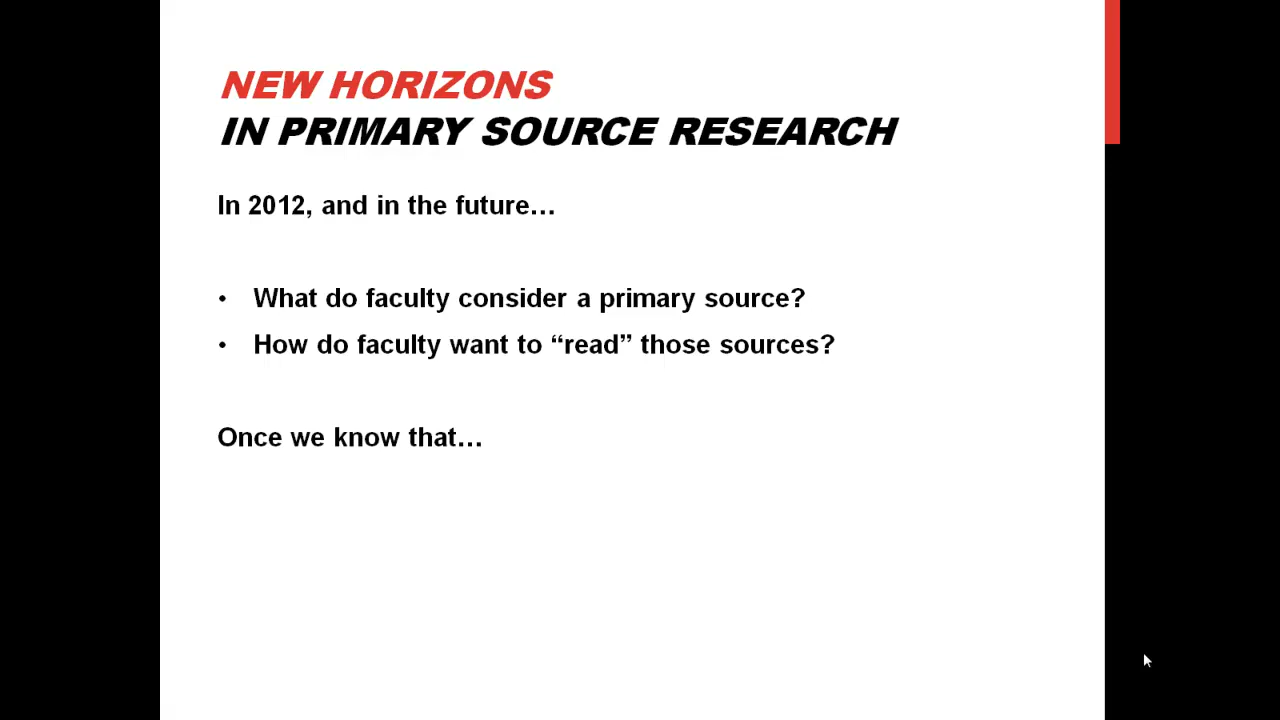 NEW HORIZONS
IN PRIMARY SOURCE RESEARCH
In 2012, and in the future…
• What do faculty consider a primary source?
• How do faculty want to “read” those sources?
Once we know that…